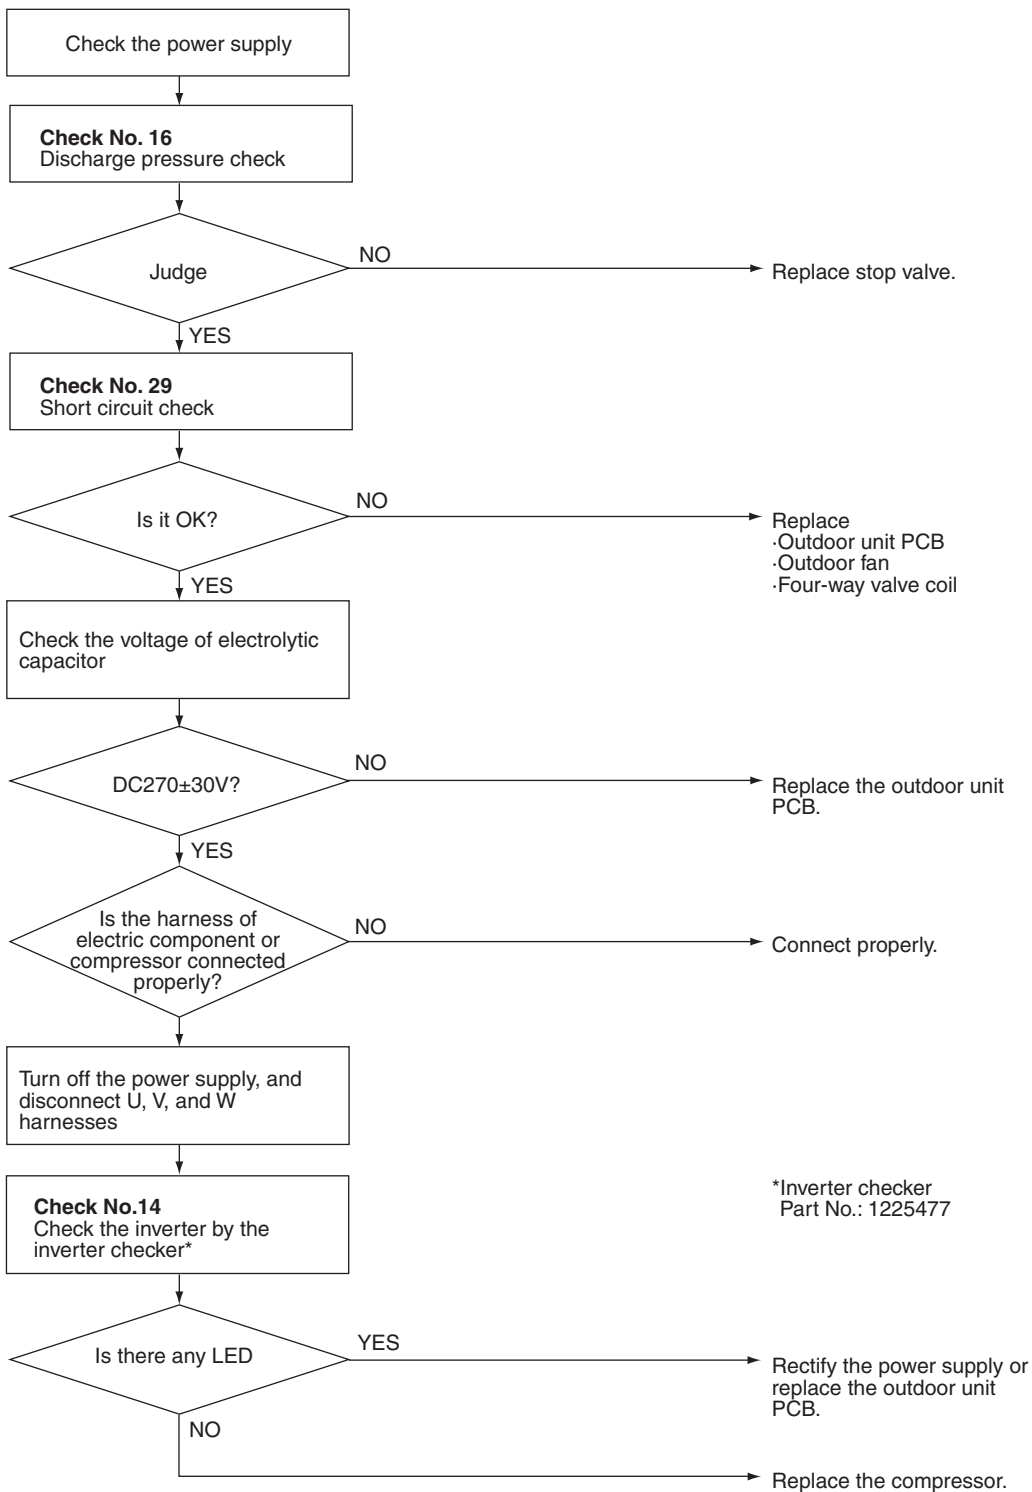 Check the power supply
Check No. 16
Discharge pressure check
Judge
NO
Replace stop valve.
YES
Check No. 29
Short circuit check
Is it OK?
NO
Replace
·Outdoor unit PCB
·Outdoor fan
·Four-way valve coil
YES
Check the voltage of electrolytic
capacitor
DC270±30V?
NO
Replace the outdoor unit
PCB.
YES
Is the harness of
electric component or
compressor connected
properly?
NO
Connect properly.
Turn off the power supply, and
disconnect U, V, and W
harnesses
Check No.14
Check the inverter by the
inverter checker*
*Inverter checker
Part No.: 1225477
Is there any LED
YES
Rectify the power supply or
replace the outdoor unit
PCB.
NO
Replace the compressor.